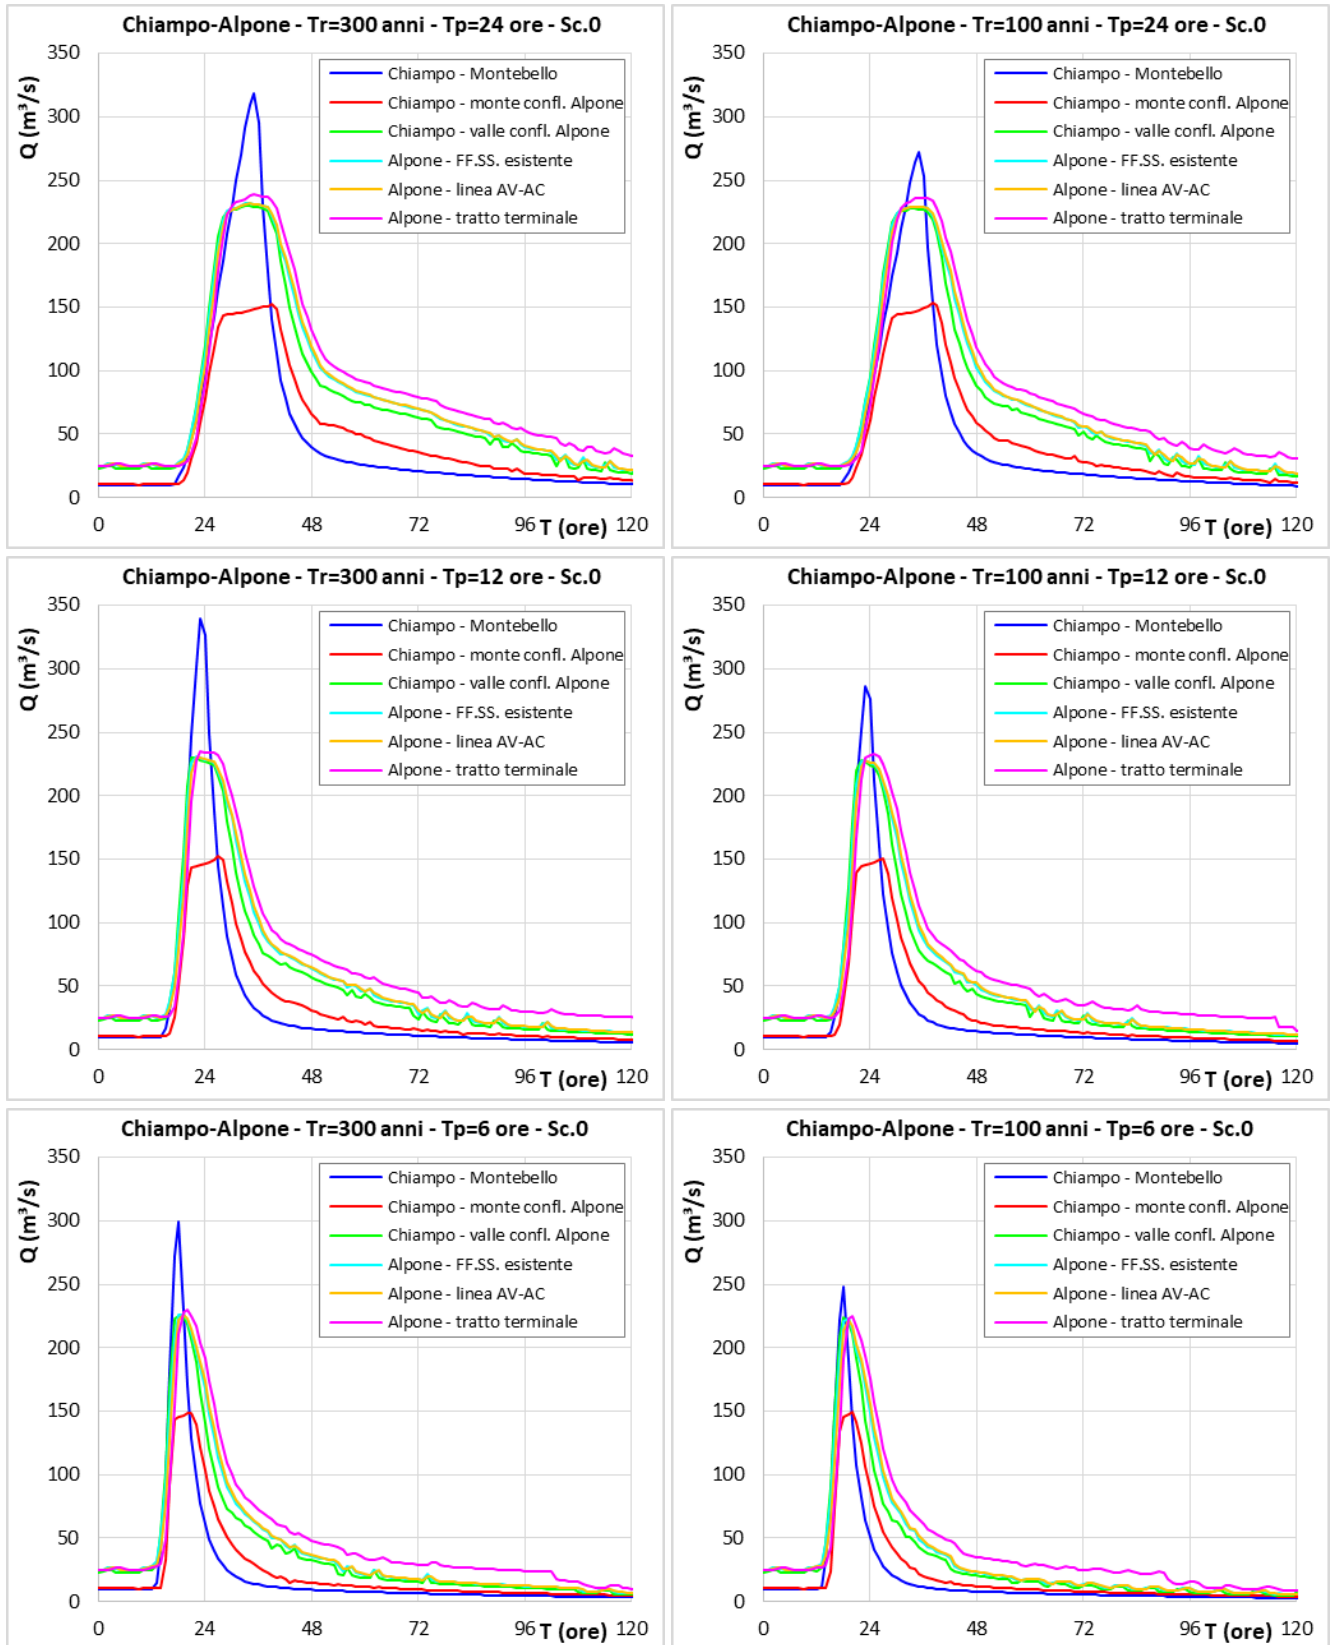 Chiampo-Alpone - Tr=300 anni - Tp=24 ore - Sc.0
Q (m³/s)
350
300
250
200
150
100
50
0
Chiampo - Montebello
Chiampo - monte confl. Alpone
Chiampo - valle confl. Alpone
Alpone - FF.SS. esistente
Alpone - linea AV-AC
Alpone - tratto terminale
0 24 48 72 96 T (ore) 120
Chiampo-Alpone - Tr=100 anni - Tp=24 ore - Sc.0
Q (m³/s)
350
300
250
200
150
100
50
0
Chiampo - Montebello
Chiampo - monte confl. Alpone
Chiampo - valle confl. Alpone
Alpone - FF.SS. esistente
Alpone - linea AV-AC
Alpone - tratto terminale
0 24 48 72 96 T (ore) 120
Chiampo-Alpone - Tr=300 anni - Tp=12 ore - Sc.0
Q (m³/s)
350
300
250
200
150
100
50
0
Chiampo - Montebello
Chiampo - monte confl. Alpone
Chiampo - valle confl. Alpone
Alpone - FF.SS. esistente
Alpone - linea AV-AC
Alpone - tratto terminale
0 24 48 72 96 T (ore) 120
Chiampo-Alpone - Tr=100 anni - Tp=12 ore - Sc.0
Q (m³/s)
350
300
250
200
150
100
50
0
Chiampo - Montebello
Chiampo - monte confl. Alpone
Chiampo - valle confl. Alpone
Alpone - FF.SS. esistente
Alpone - linea AV-AC
Alpone - tratto terminale
0 24 48 72 96 T (ore) 120
Chiampo-Alpone - Tr=300 anni - Tp=6 ore - Sc.0
Q (m³/s)
350
300
250
200
150
100
50
0
Chiampo - Montebello
Chiampo - monte confl. Alpone
Chiampo - valle confl. Alpone
Alpone - FF.SS. esistente
Alpone - linea AV-AC
Alpone - tratto terminale
0 24 48 72 96 T (ore) 120
Chiampo-Alpone - Tr=100 anni - Tp=6 ore - Sc.0
Q (m³/s)
350
300
250
200
150
100
50
0
Chiampo - Montebello
Chiampo - monte confl. Alpone
Chiampo - valle confl. Alpone
Alpone - FF.SS. esistente
Alpone - linea AV-AC
Alpone - tratto terminale
0 24 48 72 96 T (ore) 120